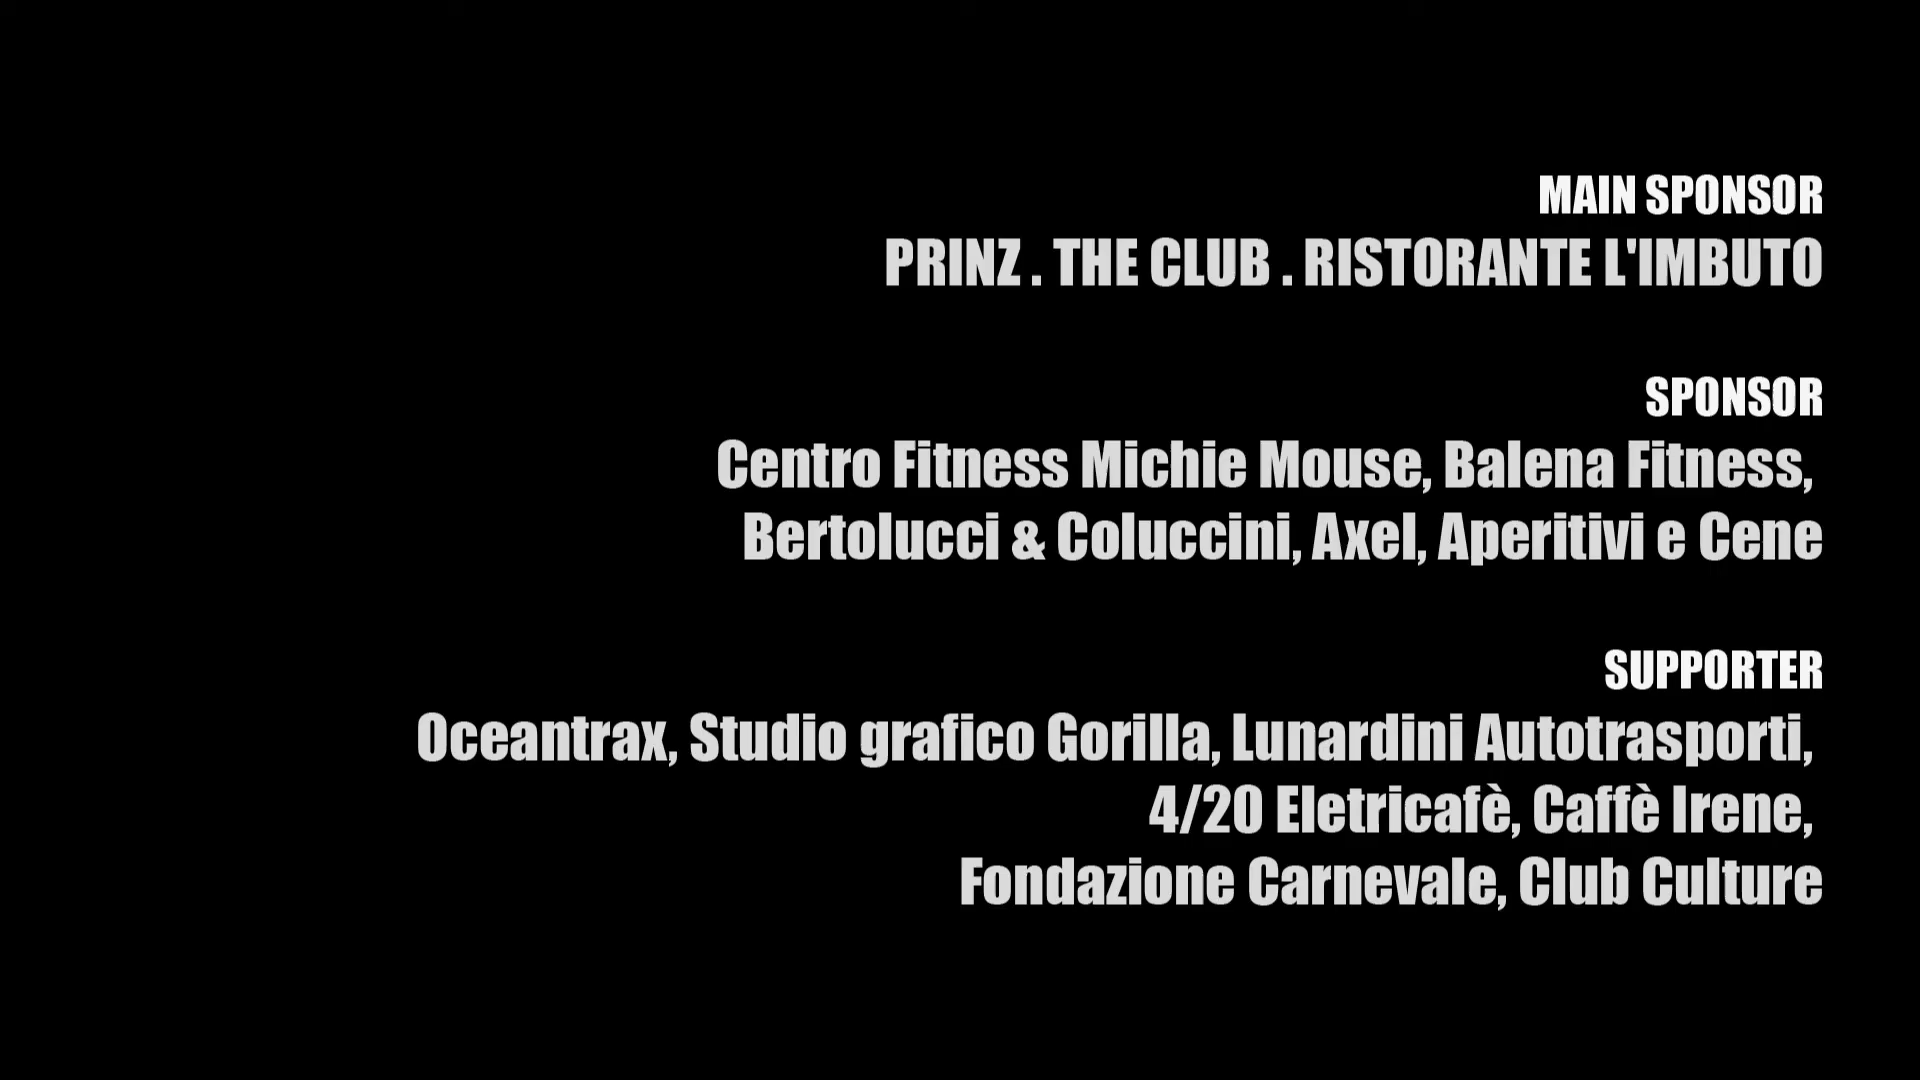 MAIN SPONSOR
PRINZ . THE CLUB . RISTORANTE L'IMBUTO
SPONSOR
Centro Fitness Michie Mouse, Balena Fitness,
Bertolucci & Coluccini, Axel, Aperitivi e Cene
SUPPORTER
Oceantrax, Studio grafico Gorilla, Lunardini Autotrasporti,
4/20 Eletricafè, Caffè Irene,
Fondazione Carnevale, Club Culture